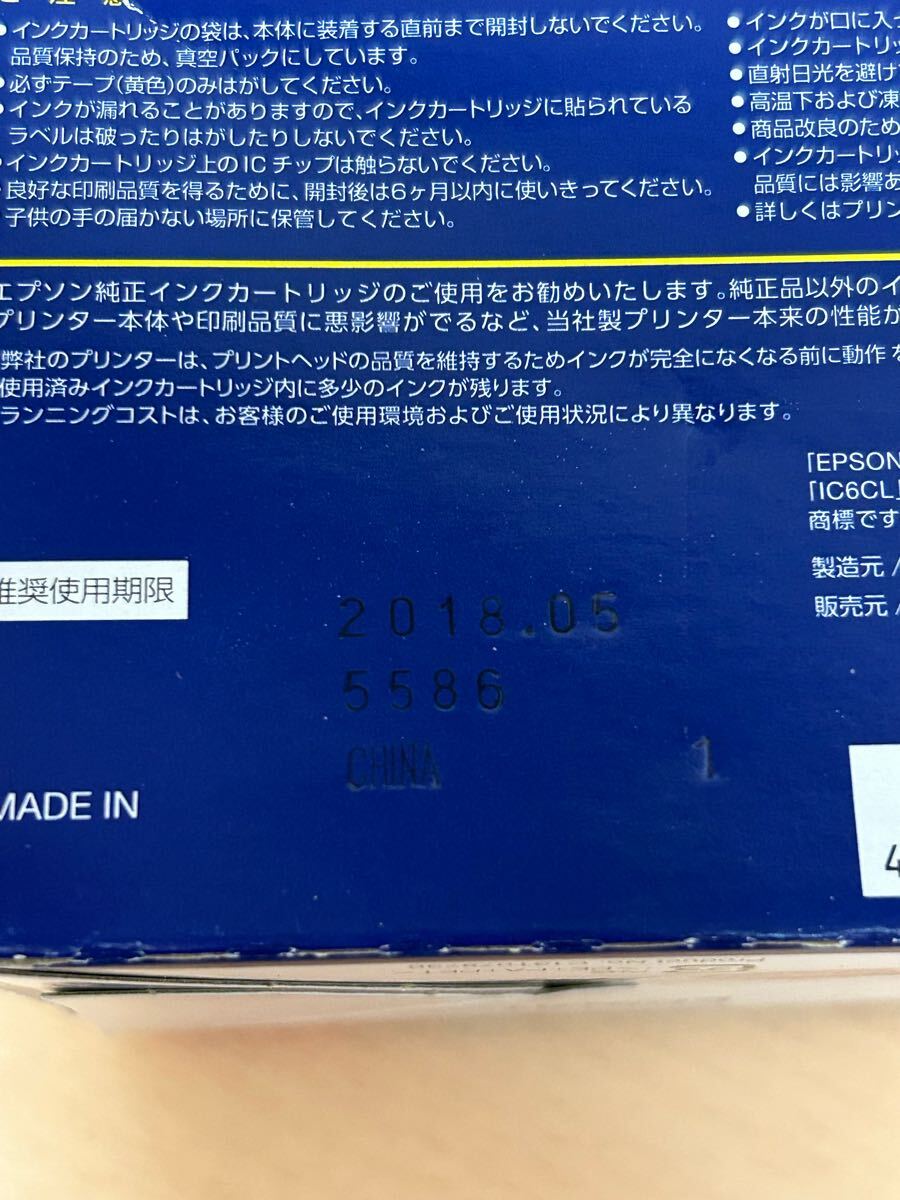 ご注意
●インクカートリッジの袋は、本体に装着する直前まで開封しないでください。
品質保持のため、真空パックにしています。
●必ずテープ(黄色)のみはがしてください。
●インクが漏れることがありますので、インクカートリッジに貼られている
ラベルは破ったりはがしたりしないでください。
●インクカートリッジ上のICチップは触らないでください。
●良好な印刷品質を得るために、開封後は6ヶ月以内に使いきってください。
子供の手の届かない場所に保管してください。
●インクが口に入っ
●インクカートリッ
●直射日光を避け
●高温下および凍
●商品改良のため
●インクカートリッ
品質には影響あ
●詳しくはプリン
エプソン純正インクカートリッジのご使用をお勧めいたします。純正品以外のイ
プリンター本体や印刷品質に悪影響がでるなど、当社製プリンター本来の性能が
弊社のプリンターは、プリントヘッドの品質を維持するためインクが完全になくなる前に動作を
使用済みインクカートリッジ内に多少のインクが残ります。
ランニングコストは、お客様のご使用環境およびご使用状況により異なります。
「EPSON
「IC6CL」
商標です
製造元 /
販売元 /
推奨使用期限
2018.05
5586
CHINA 1
MADE IN
4